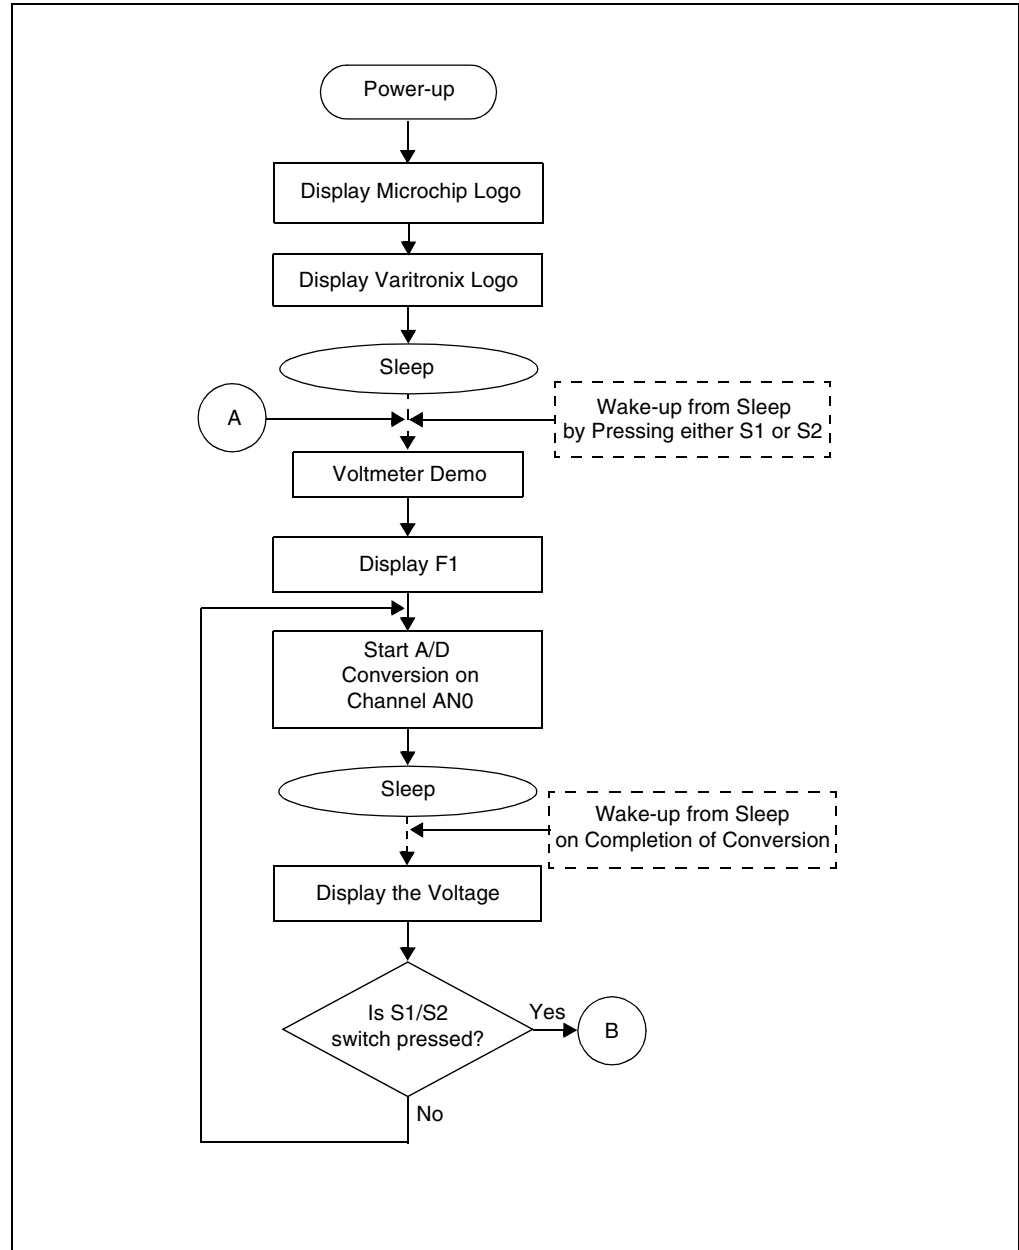 Power-up
Display Microchip Logo
Display Varitronix Logo
Sleep
A
Wake-up from Sleep
by Pressing either S1 or S2
Voltmeter Demo
Display F1
Start A/D
Conversion on
Channel AN0
Sleep
Wake-up from Sleep
on Completion of Conversion
Display the Voltage
Is S1/S2
switch pressed?
Yes
B
No